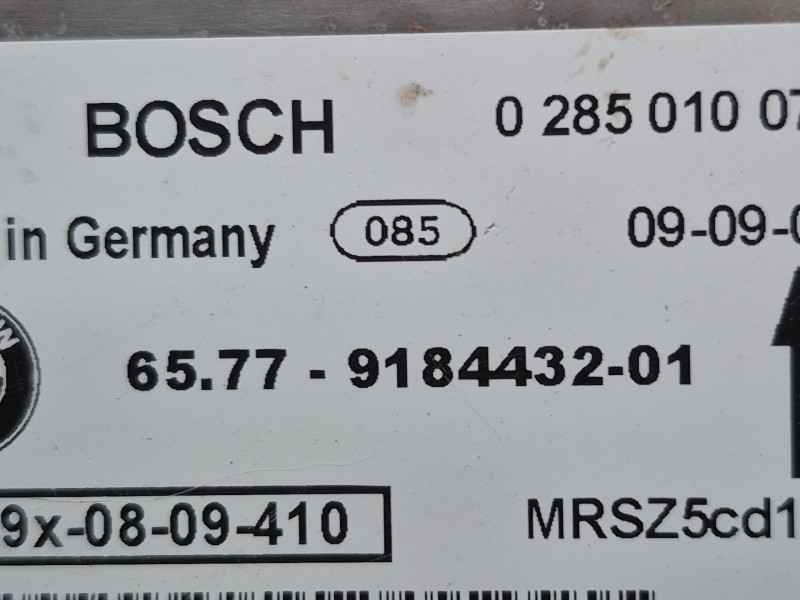 BOSCH 0 285 010 07
in Germany 085 09-09-0
65.77 - 9184432-01
9x-08-09-410 MRSZ5cd1